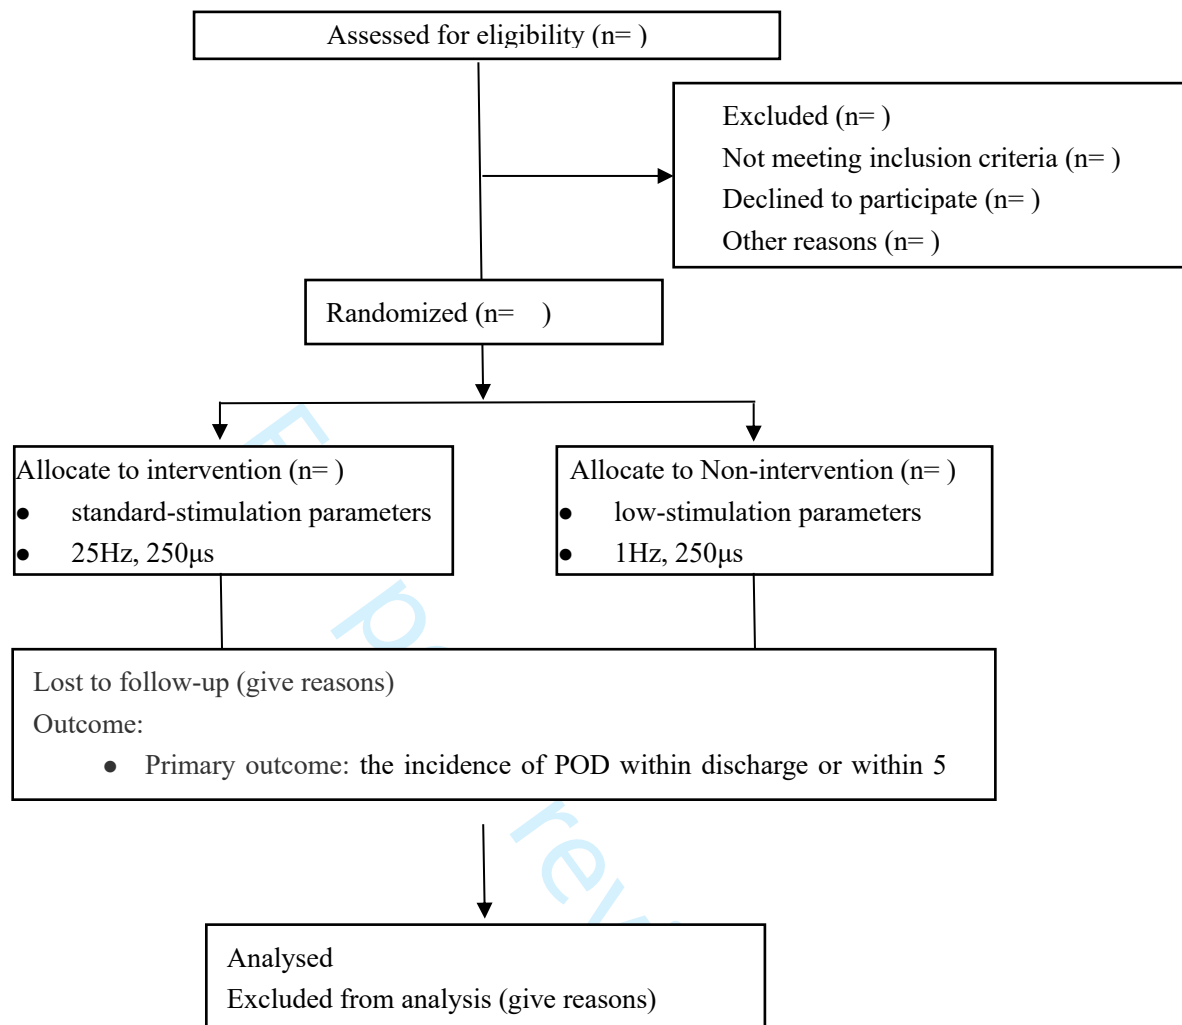 Assessed for eligibility (n= )
Excluded (n= )
Not meeting inclusion criteria (n= )
Declined to participate (n= )
Other reasons (n= )
Randomized (n= )
Allocate to intervention (n= )
● standard-stimulation parameters
● 25Hz, 250μs
Allocate to Non-intervention (n= )
● low-stimulation parameters
● 1Hz, 250μs
Lost to follow-up (give reasons)
Outcome:
● Primary outcome: the incidence of POD within discharge or within 5
Analysed
Excluded from analysis (give reasons)